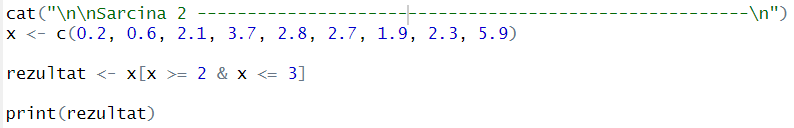 cat("\n\nSarcina 2 ------------------------------------------------------\n")
x <- c(0.2, 0.6, 2.1, 3.7, 2.8, 2.7, 1.9, 2.3, 5.9)
rezultat <- x[x >= 2 & x <= 3]
print(rezultat)